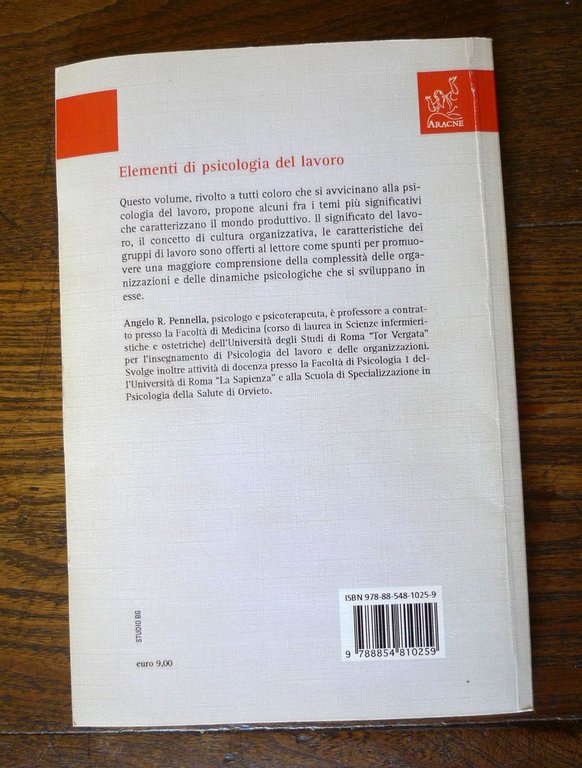 ARACNE
Elementi di psicologia del lavoro
Questo volume, rivolto a tutti coloro che si avvicinano alla psi-
cologia del lavoro, propone alcuni fra i temi più significativi
che caratterizzano il mondo produttivo. Il significato del lavo-
ro, il concetto di cultura organizzativa, le caratteristiche dei
gruppi di lavoro sono offerti al lettore come spunti per promuo-
vere una maggiore comprensione della complessità delle orga-
nizzazioni e delle dinamiche psicologiche che si sviluppano in
esse.
Angelo R. Pennella, psicologo e psicoterapeuta, è professore a contrat-
to presso la Facoltà di Medicina (corso di laurea in Scienze infermieri-
stiche e ostetriche) dell'Università degli Studi di Roma "Tor Vergata"
per l'insegnamento di Psicologia del lavoro e delle organizzazioni.
Svolge inoltre attività di docenza presso la Facoltà di Psicologia 1 del-
l'Università di Roma "La Sapienza" e alla Scuola di Specializzazione in
Psicologia della Salute di Orvieto.
ISBN 978-88-548-1025-9
9 788854 810259
STUDIO BG
euro 9,00